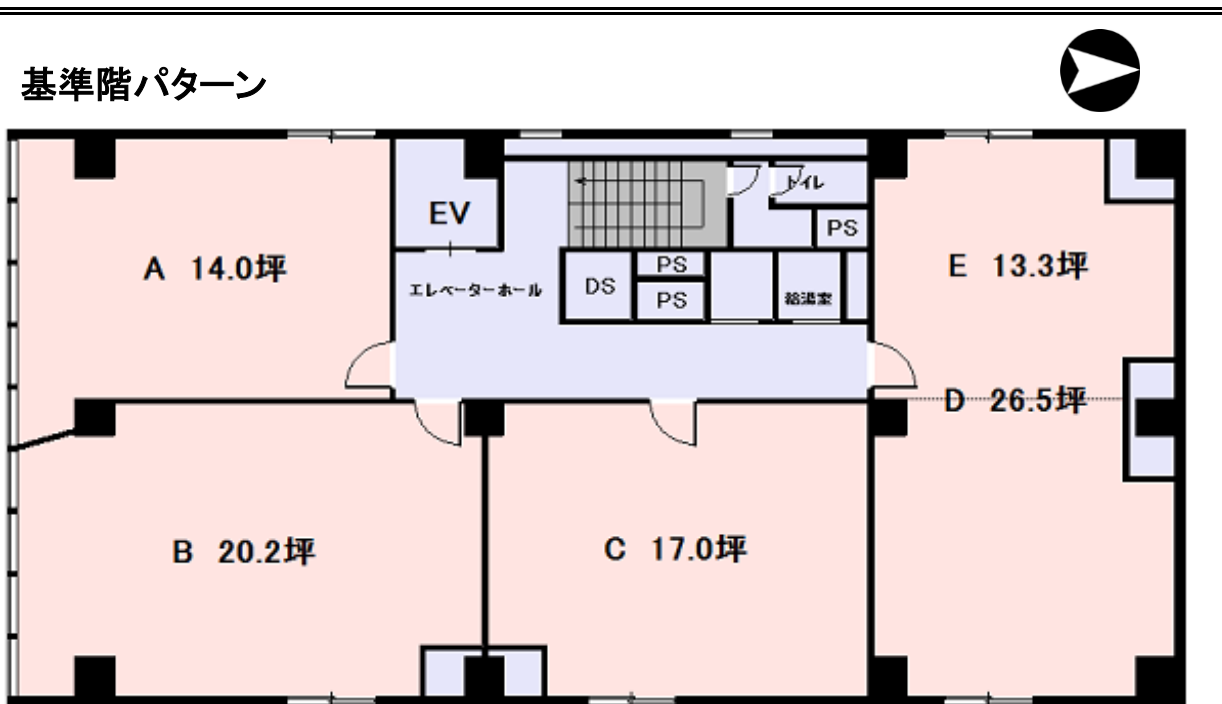 基準階パターン
EV
トイレ
PS
A 14.0坪
エレベーターホール
DS
PS
PS
給湯室
E 13.3坪
D 26.5坪
B 20.2坪
C 17.0坪